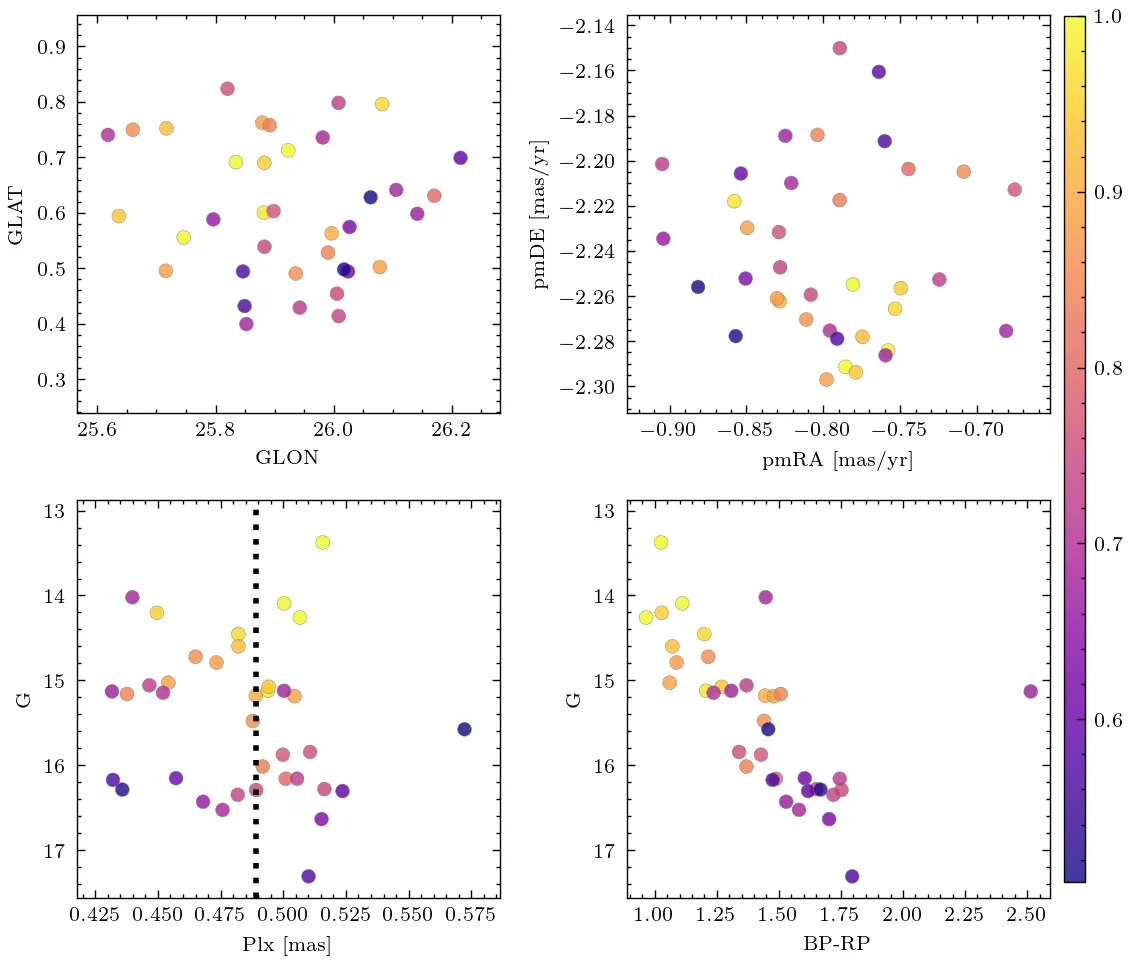 0.9
0.8
0.7
0.6
0.5
0.4
0.3
GLAT
25.6 25.8 26.0 26.2
GLON
−2.14
−2.16
−2.18
−2.20
−2.22
−2.24
−2.26
−2.28
−2.30
pmDE [mas/yr]
−0.90 −0.85 −0.80 −0.75 −0.70
pmRA [mas/yr]
1.0
0.9
0.8
0.7
0.6
13
14
15
16
17
G
0.425 0.450 0.475 0.500 0.525 0.550 0.575
Plx [mas]
13
14
15
16
17
G
1.00 1.25 1.50 1.75 2.00 2.25 2.50
BP-RP